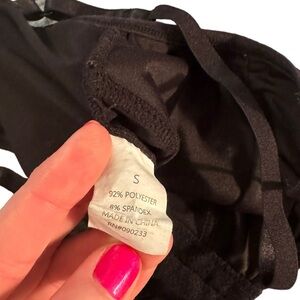 S
92% POLYESTER
8% SPANDEX
MADE IN CHINA
RN#090233